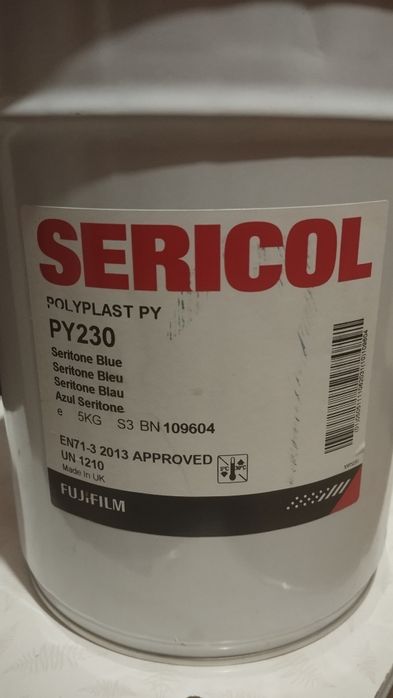 SERICOL
POLYPLAST PY
PY230
Seritone Blue
Seritone Bleu
Seritone Blau
Azul Seritone
e 5KG S3 BN 109604
EN71-3 2013 APPROVED
UN 1210
Made in UK
FUJIFILM